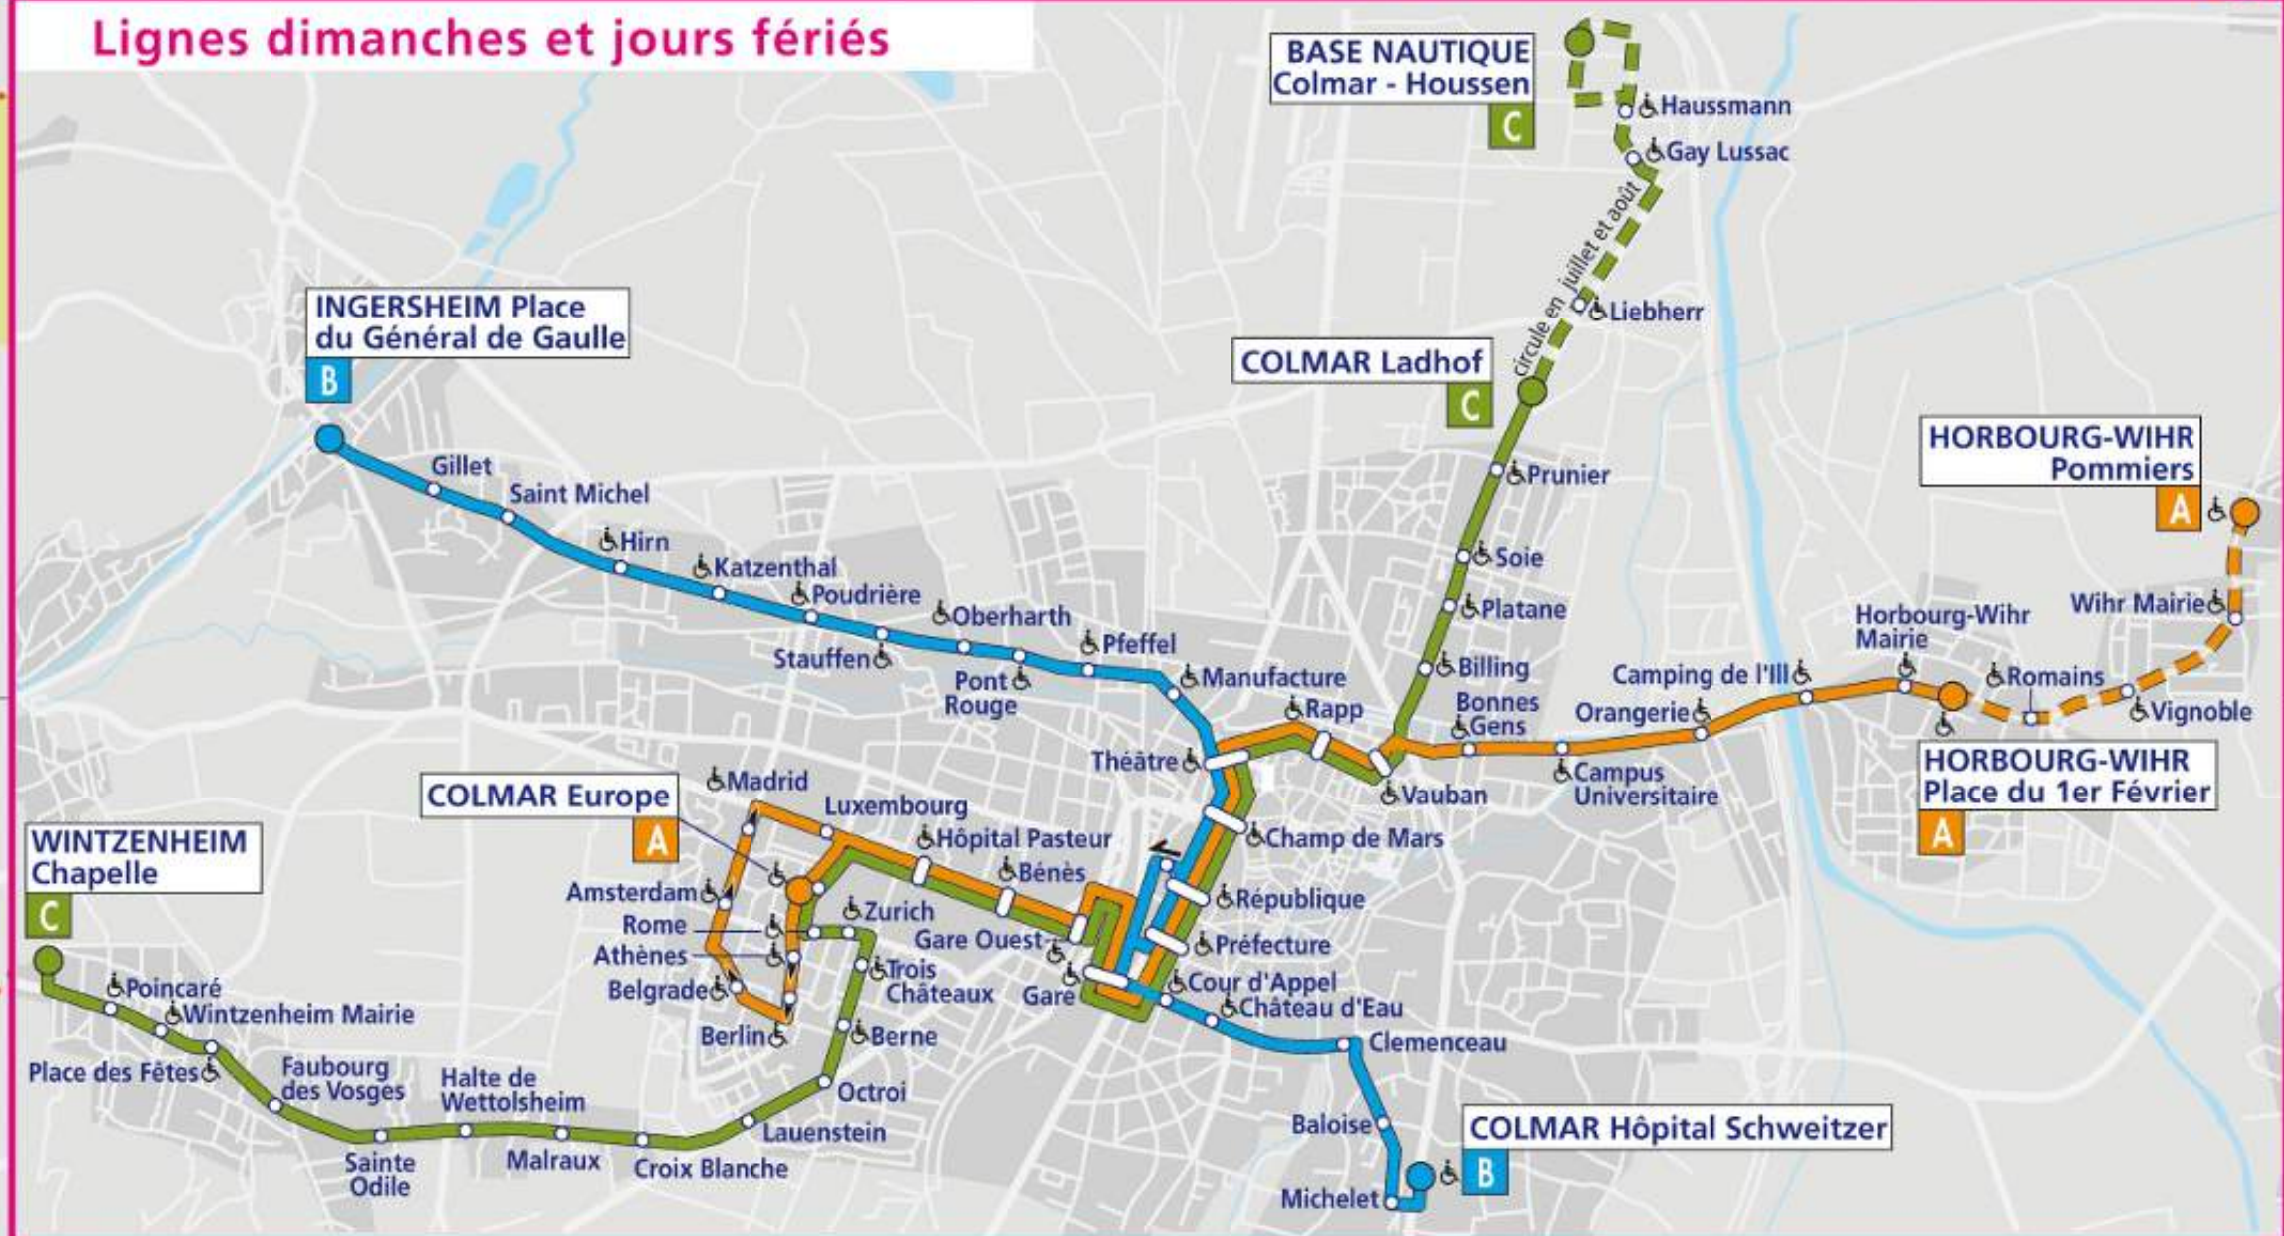 Lignes dimanches et jours fériés
BASE NAUTIQUE
Colmar - Houssen
C
Haussmann
Gay Lussac
circule en juillet et août
Liebherr
INGERSHEIM Place
du Général de Gaulle
B
COLMAR Ladhof
C
Gillet
Saint Michel
Hirn
Katzenthal
Poudrière
Stauffen
Oberharth
Pont
Rouge
Pfeffel
Manufacture
Prunier
Soie
Platane
Billing
HORBOURG-WIHR
Pommiers
A
Wihr Mairie
Horbourg-Wihr
Mairie
Romains
Vignoble
Camping de l'Ill
Orangerie
Bonnes
Gens
Campus
Universitaire
HORBOURG-WIHR
Place du 1er Février
A
Rapp
Théâtre
Vauban
Champ de Mars
République
Préfecture
Cour d'Appel
Château d'Eau
Clemenceau
Baloise
Michelet
COLMAR Hôpital Schweitzer
B
COLMAR Europe
A
Madrid
Luxembourg
Hôpital Pasteur
Bénès
Gare Ouest
Gare
Amsterdam
Rome
Athènes
Belgrade
Berlin
Zurich
Trois
Châteaux
Berne
Octroi
Lauenstein
Croix Blanche
Malraux
Halte de
Wettolsheim
Sainte
Odile
Faubourg
des Vosges
Place des Fêtes
Wintzenheim Mairie
Poincaré
WINTZENHEIM
Chapelle
C